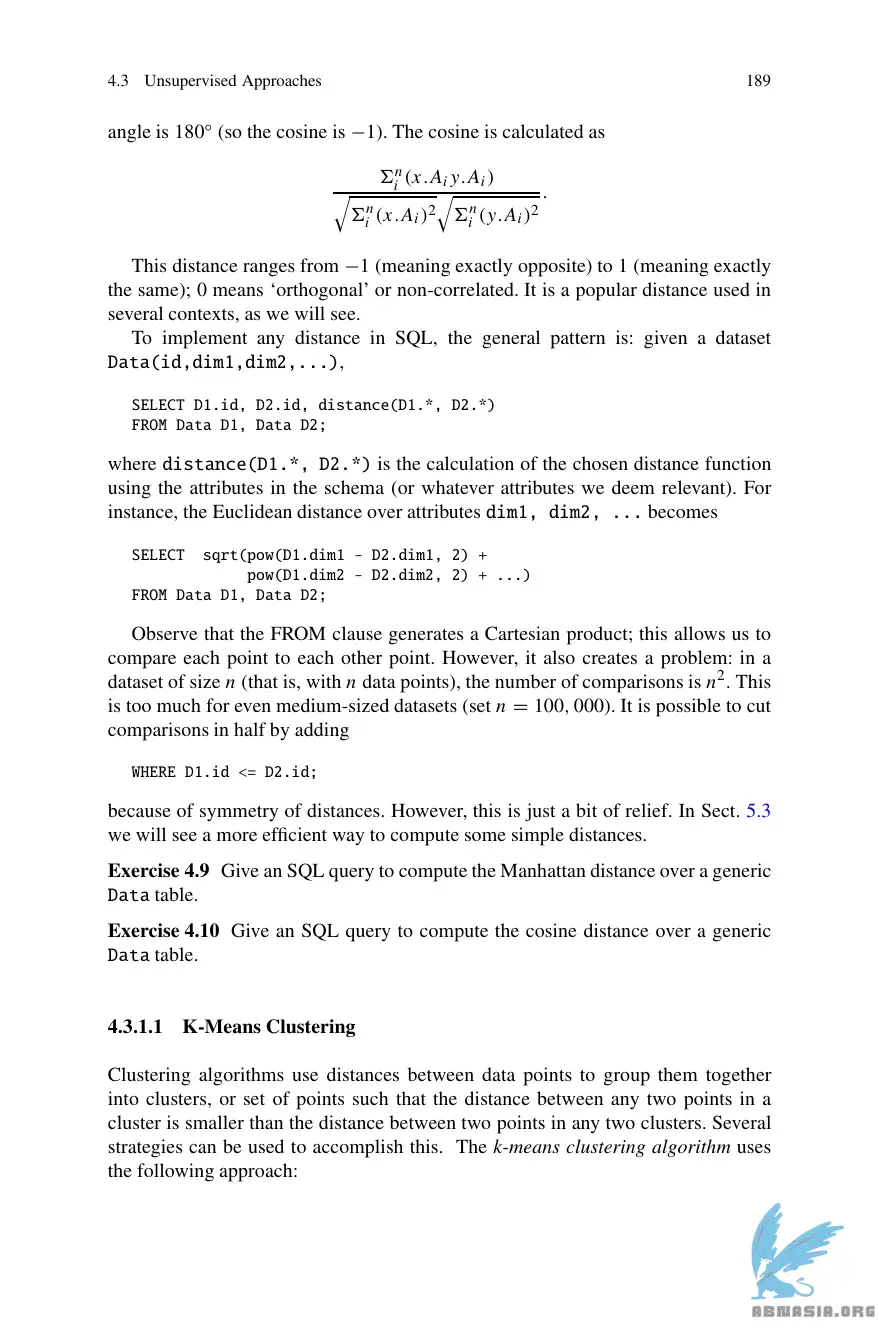 4.3 Unsupervised Approaches 189
angle is 180° (so the cosine is −1). The cosine is calculated as
Σ_i^n (x.A_i y.A_i)
√Σ_i^n (x.A_i)^2 √Σ_i^n (y.A_i)^2 .
This distance ranges from −1 (meaning exactly opposite) to 1 (meaning exactly
the same); 0 means ‘orthogonal’ or non-correlated. It is a popular distance used in
several contexts, as we will see.
To implement any distance in SQL, the general pattern is: given a dataset
Data(id,dim1,dim2,...),
SELECT D1.id, D2.id, distance(D1.*, D2.*)
FROM Data D1, Data D2;
where distance(D1.*, D2.*) is the calculation of the chosen distance function
using the attributes in the schema (or whatever attributes we deem relevant). For
instance, the Euclidean distance over attributes dim1, dim2, ... becomes
SELECT sqrt(pow(D1.dim1 - D2.dim1, 2) +
pow(D1.dim2 - D2.dim2, 2) + ...)
FROM Data D1, Data D2;
Observe that the FROM clause generates a Cartesian product; this allows us to
compare each point to each other point. However, it also creates a problem: in a
dataset of size n (that is, with n data points), the number of comparisons is n². This
is too much for even medium-sized datasets (set n = 100, 000). It is possible to cut
comparisons in half by adding
WHERE D1.id <= D2.id;
because of symmetry of distances. However, this is just a bit of relief. In Sect. 5.3
we will see a more efficient way to compute some simple distances.
Exercise 4.9 Give an SQL query to compute the Manhattan distance over a generic
Data table.
Exercise 4.10 Give an SQL query to compute the cosine distance over a generic
Data table.
4.3.1.1 K-Means Clustering
Clustering algorithms use distances between data points to group them together
into clusters, or set of points such that the distance between any two points in a
cluster is smaller than the distance between two points in any two clusters. Several
strategies can be used to accomplish this. The k-means clustering algorithm uses
the following approach:
ABNASIA.ORG